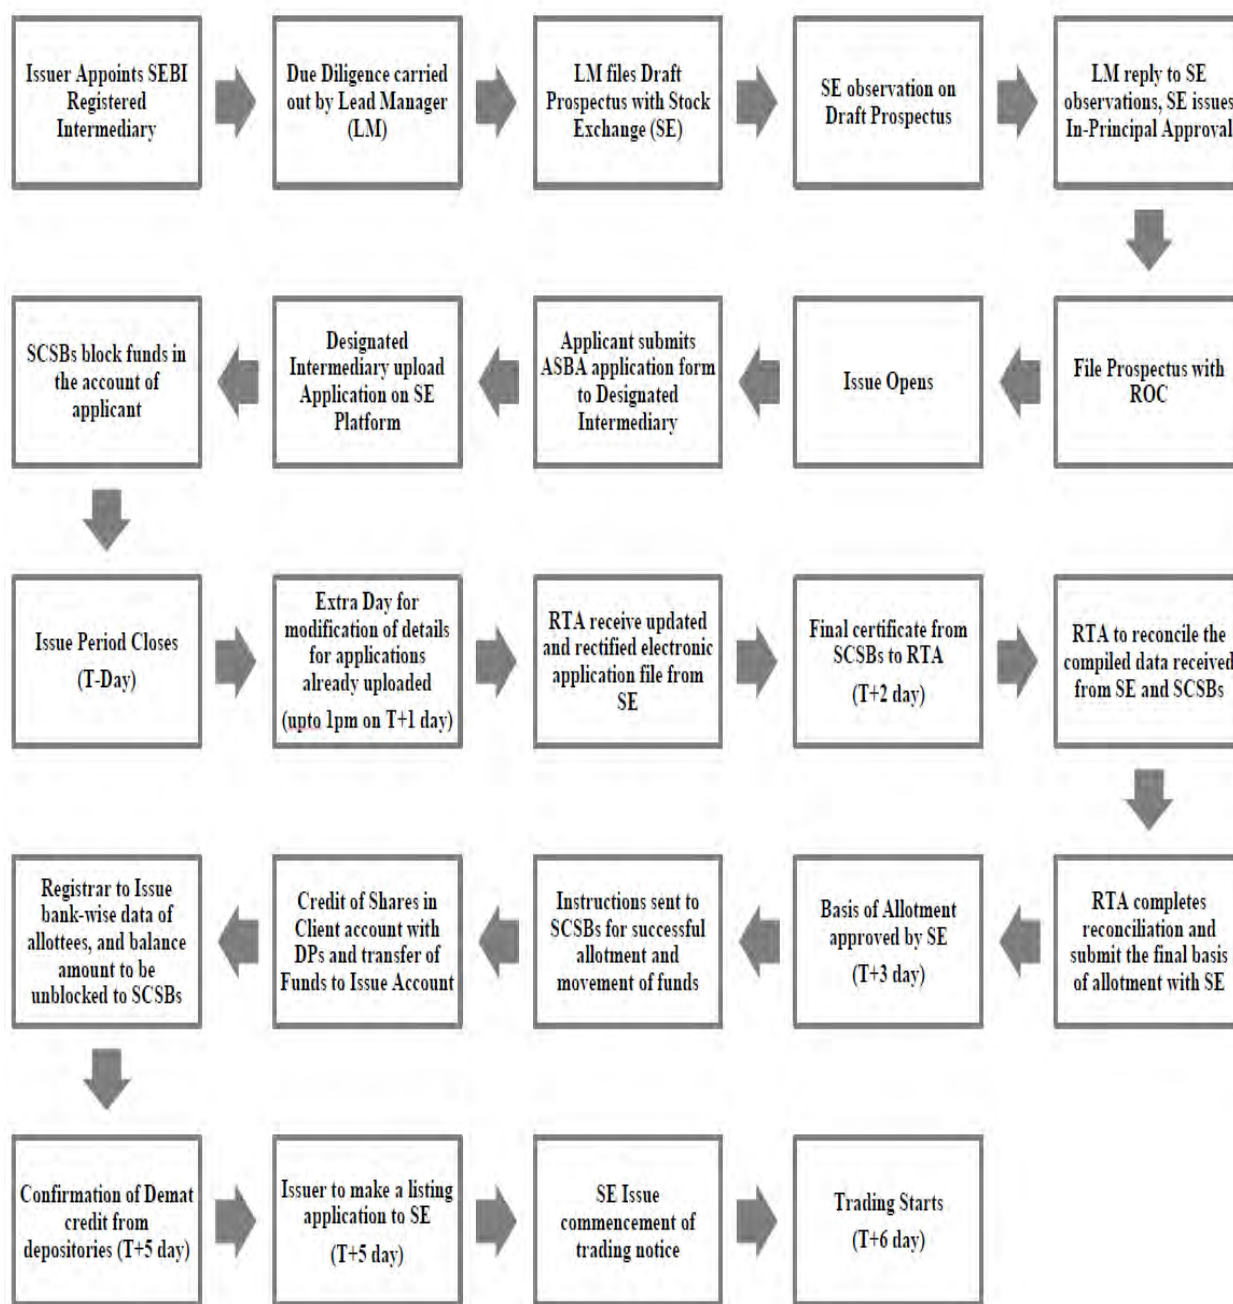 Issuer Appoints SEBI
Registered
Intermediary
Due Diligence carried
out by Lead Manager
(LM)
LM files Draft
Prospectus with Stock
Exchange (SE)
SE observation on
Draft Prospectus
LM reply to SE
observations, SE issues
In-Principal Approval
File Prospectus with
ROC
Issue Opens
Applicant submits
ASBA application form
to Designated
Intermediary
Designated
Intermediary upload
Application on SE
Platform
SCSBs block funds in
the account of
applicant
Issue Period Closes
(T-Day)
Extra Day for
modification of details
for applications
already uploaded
(upto 1pm on T+1 day)
RTA receive updated
and rectified electronic
application file from
SE
Final certificate from
SCSBs to RTA
(T+2 day)
RTA to reconcile the
compiled data received
from SE and SCSBs
RTA completes
reconciliation and
submit the final basis
of allotment with SE
Basis of Allotment
approved by SE
(T+3 day)
Instructions sent to
SCSBs for successful
allotment and
movement of funds
Credit of Shares in
Client account with
DPs and transfer of
Funds to Issue Account
Registrar to Issue
bank-wise data of
allottees, and balance
amount to be
unblocked to SCSBs
Confirmation of Demat
credit from
depositories (T+5 day)
Issuer to make a listing
application to SE
(T+5 day)
SE Issue
commencement of
trading notice
Trading Starts
(T+6 day)